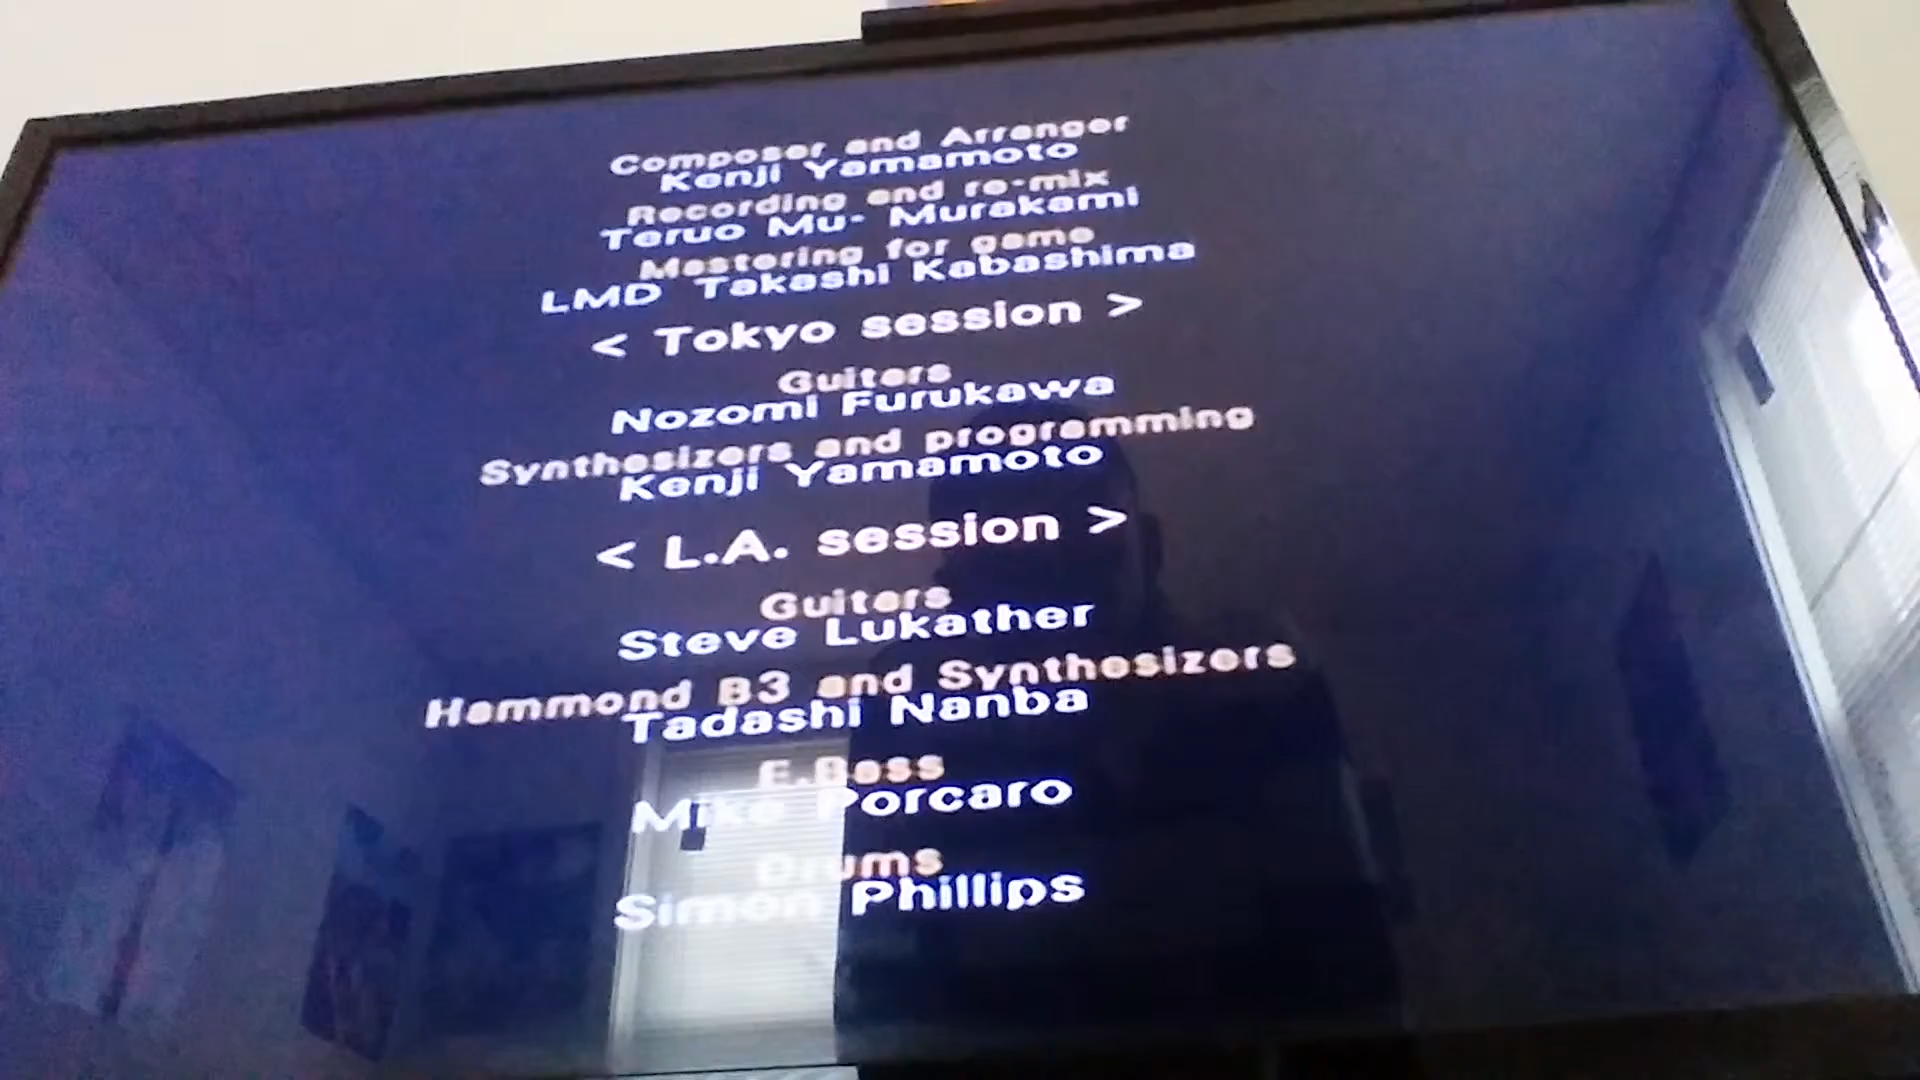 Composer and Arranger
Kenji Yamamoto
Recording and re-mix
Teruo Mu- Murakami
Mastering for game
LMD Takashi Kabashima
< Tokyo session >
Guitars
Nozomi Furukawa
Synthesizers and programming
Kenji Yamamoto
< L.A. session >
Guitars
Steve Lukather
Hammond B3 and Synthesizers
Tadashi Nanba
E.Bass
Mike Porcaro
Drums
Simon Phillips